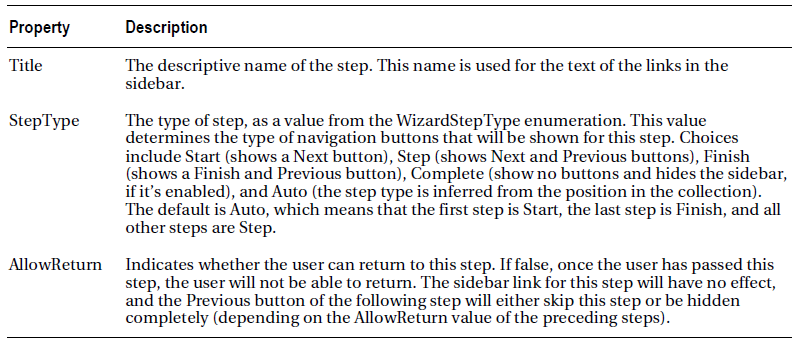 Property Description
Title The descriptive name of the step. This name is used for the text of the links in the
sidebar.
StepType The type of step, as a value from the WizardStepType enumeration. This value
determines the type of navigation buttons that will be shown for this step. Choices
include Start (shows a Next button), Step (shows Next and Previous buttons), Finish
(shows a Finish and Previous button), Complete (show no buttons and hides the sidebar,
if it's enabled), and Auto (the step type is inferred from the position in the collection).
The default is Auto, which means that the first step is Start, the last step is Finish, and all
other steps are Step.
AllowReturn Indicates whether the user can return to this step. If false, once the user has passed this
step, the user will not be able to return. The sidebar link for this step will have no effect,
and the Previous button of the following step will either skip this step or be hidden
completely (depending on the AllowReturn value of the preceding steps).